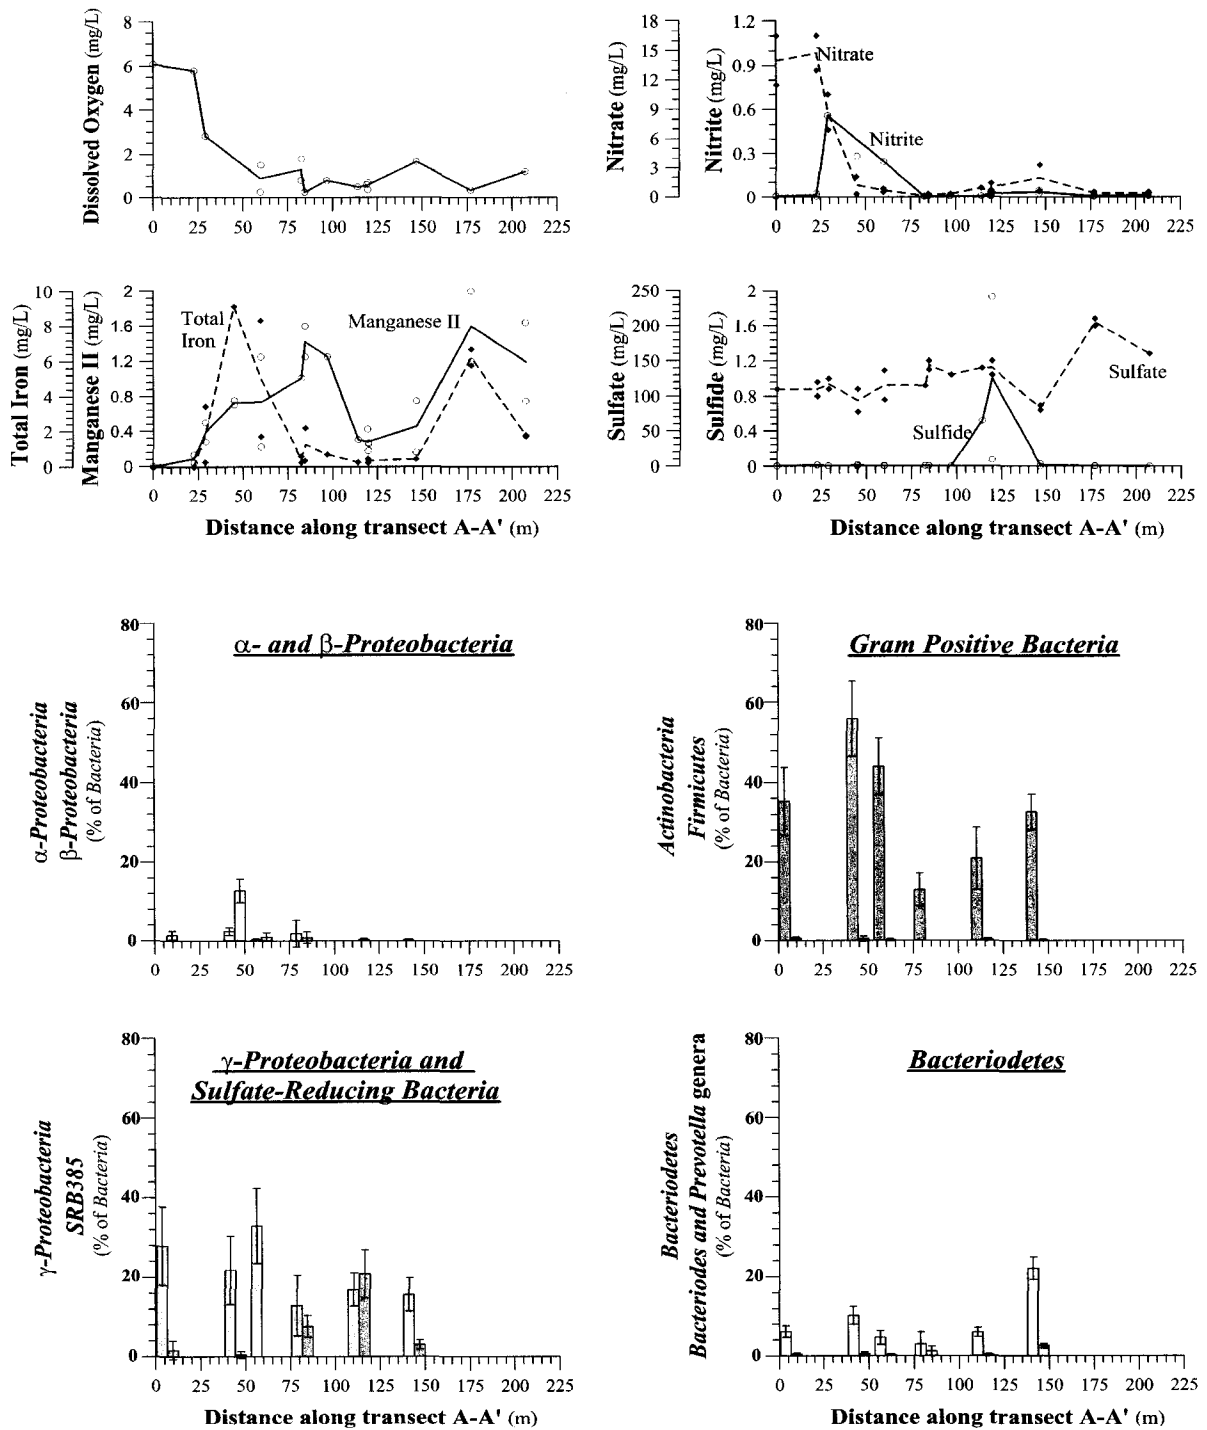 Dissolved Oxygen (mg/L)
8
6
4
2
0
0 25 50 75 100 125 150 175 200 225
Nitrate (mg/L)
18
15
12
9
6
3
0
Nitrite (mg/L)
1.2
0.9
0.6
0.3
0
Nitrate
Nitrite
0 25 50 75 100 125 150 175 200 225
Total Iron (mg/L)
10
8
6
4
2
0
Manganese II (mg/L)
2
1.6
1.2
0.8
0.4
0
Total
Iron
Manganese II
0 25 50 75 100 125 150 175 200 225
Distance along transect A-A' (m)
Sulfate (mg/L)
250
200
150
100
50
0
Sulfide (mg/L)
2
1.6
1.2
0.8
0.4
0
Sulfate
Sulfide
0 25 50 75 100 125 150 175 200 225
Distance along transect A-A' (m)
α- and β-Proteobacteria
α-Proteobacteria
β-Proteobacteria
(% of Bacteria)
80
60
40
20
0
0 25 50 75 100 125 150 175 200 225
Gram Positive Bacteria
Actinobacteria
Firmicutes
(% of Bacteria)
80
60
40
20
0
0 25 50 75 100 125 150 175 200 225
γ-Proteobacteria and
Sulfate-Reducing Bacteria
γ-Proteobacteria
SRB385
(% of Bacteria)
80
60
40
20
0
0 25 50 75 100 125 150 175 200 225
Distance along transect A-A' (m)
Bacteriodetes
Bacteriodetes
Bacteriodes and Prevotella genera
(% of Bacteria)
80
60
40
20
0
0 25 50 75 100 125 150 175 200 225
Distance along transect A-A' (m)